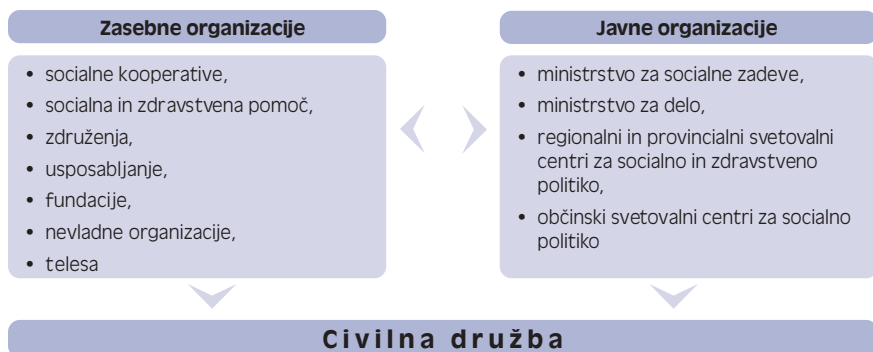 Zasebne organizacije
• socialne kooperative,
• socialna in zdravstvena pomoč,
• združenja,
• usposabljanje,
• fundacije,
• nevladne organizacije,
• telesa
Javne organizacije
• ministrstvo za socialne zadeve,
• ministrstvo za delo,
• regionalni in provincialni svetovalni
centri za socialno in zdravstveno
politiko,
• občinski svetovalni centri za socialno
politiko
Civilna družba